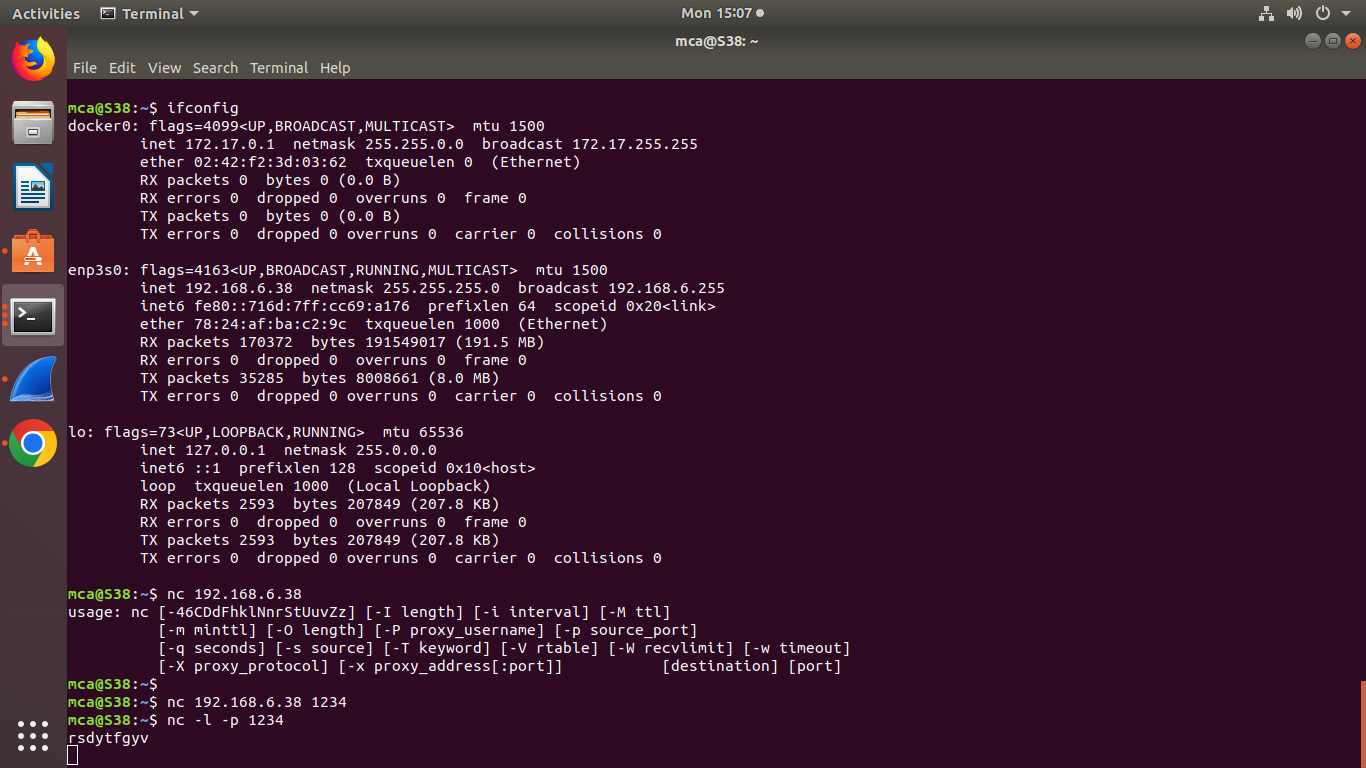 Activities Terminal Mon 15:07
mca@S38: ~
File Edit View Search Terminal Help
mca@S38:~$ ifconfig
docker0: flags=4099<UP,BROADCAST,MULTICAST>  mtu 1500
        inet 172.17.0.1  netmask 255.255.0.0  broadcast 172.17.255.255
        ether 02:42:f2:3d:03:62  txqueuelen 0  (Ethernet)
        RX packets 0  bytes 0 (0.0 B)
        RX errors 0  dropped 0  overruns 0  frame 0
        TX packets 0  bytes 0 (0.0 B)
        TX errors 0  dropped 0 overruns 0  carrier 0  collisions 0
enp3s0: flags=4163<UP,BROADCAST,RUNNING,MULTICAST>  mtu 1500
        inet 192.168.6.38  netmask 255.255.255.0  broadcast 192.168.6.255
        inet6 fe80::716d:7ff:cc69:a176  prefixlen 64  scopeid 0x20<link>
        ether 78:24:af:ba:c2:9c  txqueuelen 1000  (Ethernet)
        RX packets 170372  bytes 191549017 (191.5 MB)
        RX errors 0  dropped 0  overruns 0  frame 0
        TX packets 35285  bytes 8008661 (8.0 MB)
        TX errors 0  dropped 0 overruns 0  carrier 0  collisions 0
lo: flags=73<UP,LOOPBACK,RUNNING>  mtu 65536
        inet 127.0.0.1  netmask 255.0.0.0
        inet6 ::1  prefixlen 128  scopeid 0x10<host>
        loop  txqueuelen 1000  (Local Loopback)
        RX packets 2593  bytes 207849 (207.8 KB)
        RX errors 0  dropped 0  overruns 0  frame 0
        TX packets 2593  bytes 207849 (207.8 KB)
        TX errors 0  dropped 0 overruns 0  carrier 0  collisions 0
mca@S38:~$ nc 192.168.6.38
usage: nc [-46CDdFhklNnrStUuvZz] [-I length] [-i interval] [-M ttl]
          [-m minttl] [-O length] [-P proxy_username] [-p source_port]
          [-q seconds] [-s source] [-T keyword] [-V rtable] [-W recvlimit] [-w timeout]
          [-X proxy_protocol] [-x proxy_address[:port]]           [destination] [port]
mca@S38:~$
mca@S38:~$ nc 192.168.6.38 1234
mca@S38:~$ nc -l -p 1234
rsdytfgyv